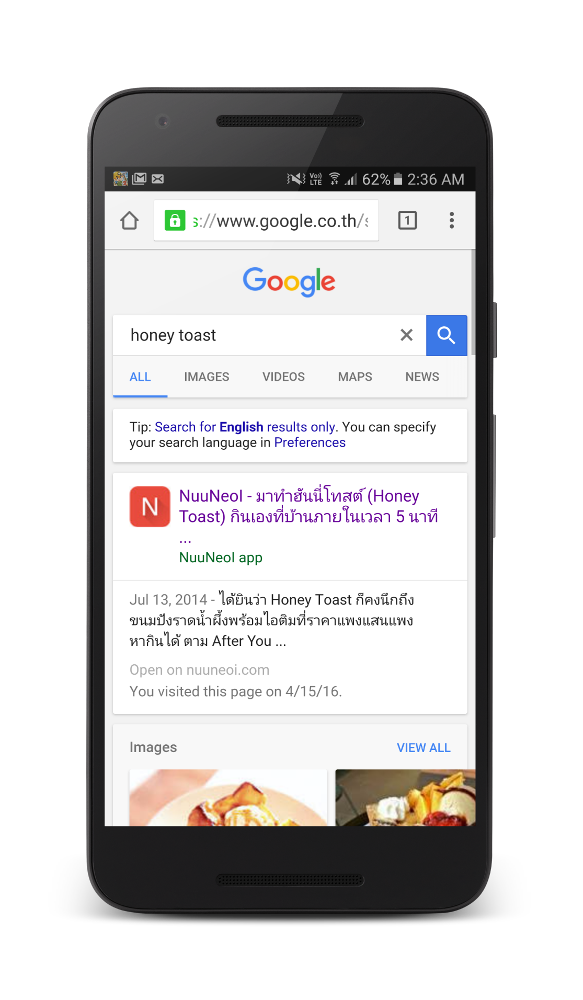 Vo)) LTE 62% 2:36 AM
s://www.google.co.th/s
1
Google
honey toast
ALL IMAGES VIDEOS MAPS NEWS
Tip: Search for English results only. You can specify
your search language in Preferences
N
NuuNeoI - มาทำฮันนี่โทสต์ (Honey
Toast) กินเองที่บ้านภายในเวลา 5 นาที
...
NuuNeoI app
Jul 13, 2014 - ได้ยินว่า Honey Toast ก็คงนึกถึง
ขนมปังราดน้ำผึ้งพร้อมไอติมที่ราคาแพงแสนแพง
หากินได้ ตาม After You ...
Open on nuuneoi.com
You visited this page on 4/15/16.
Images VIEW ALL